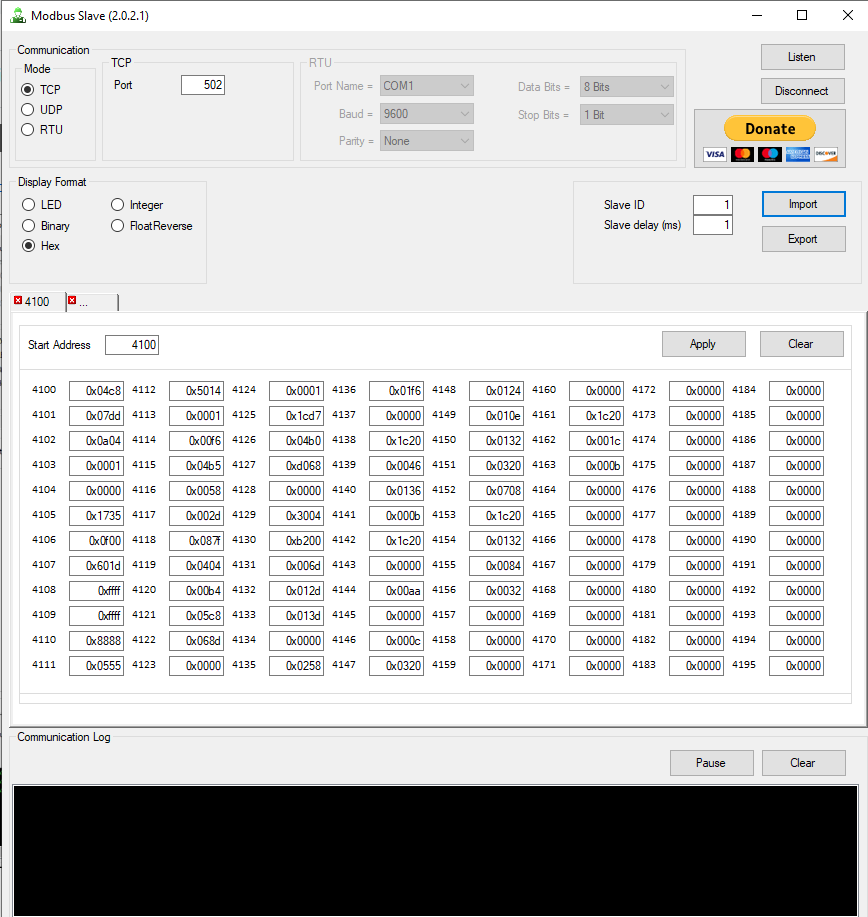 Modbus Slave (2.0.2.1)
Communication
Mode
TCP
UDP
RTU
TCP
Port 502
RTU
Port Name = COM1
Baud = 9600
Parity = None
Data Bits = 8 Bits
Stop Bits = 1 Bit
Listen
Disconnect
Donate
VISA AMERICAN EXPRESS DISCOVER
Display Format
LED
Binary
Hex
Integer
FloatReverse
Slave ID 1
Slave delay (ms) 1
Import
Export
4100 ...
Start Address 4100
Apply
Clear
4100 0x04c8 4112 0x5014 4124 0x0001 4136 0x01f6 4148 0x0124 4160 0x0000 4172 0x0000 4184 0x0000
4101 0x07dd 4113 0x0001 4125 0x1cd7 4137 0x0000 4149 0x010e 4161 0x1c20 4173 0x0000 4185 0x0000
4102 0x0a04 4114 0x00f6 4126 0x04b0 4138 0x1c20 4150 0x0132 4162 0x001c 4174 0x0000 4186 0x0000
4103 0x0001 4115 0x04b5 4127 0xd068 4139 0x0046 4151 0x0320 4163 0x000b 4175 0x0000 4187 0x0000
4104 0x0000 4116 0x0058 4128 0x0000 4140 0x0136 4152 0x0708 4164 0x0000 4176 0x0000 4188 0x0000
4105 0x1735 4117 0x002d 4129 0x3004 4141 0x000b 4153 0x1c20 4165 0x0000 4177 0x0000 4189 0x0000
4106 0x0f00 4118 0x087f 4130 0xb200 4142 0x1c20 4154 0x0132 4166 0x0000 4178 0x0000 4190 0x0000
4107 0x601d 4119 0x0404 4131 0x006d 4143 0x0000 4155 0x0084 4167 0x0000 4179 0x0000 4191 0x0000
4108 0xffff 4120 0x00b4 4132 0x012d 4144 0x00aa 4156 0x0032 4168 0x0000 4180 0x0000 4192 0x0000
4109 0xffff 4121 0x05c8 4133 0x013d 4145 0x0000 4157 0x0000 4169 0x0000 4181 0x0000 4193 0x0000
4110 0x8888 4122 0x068d 4134 0x0000 4146 0x000c 4158 0x0000 4170 0x0000 4182 0x0000 4194 0x0000
4111 0x0555 4123 0x0000 4135 0x0258 4147 0x0320 4159 0x0000 4171 0x0000 4183 0x0000 4195 0x0000
Communication Log
Pause
Clear